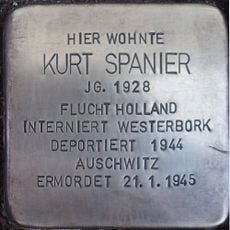 HIER WOHNTE
KURT SPANIER
JG. 1928
FLUCHT HOLLAND
INTERNIERT WESTERBORK
DEPORTIERT 1944
AUSCHWITZ
ERMORDET 21.1.1945